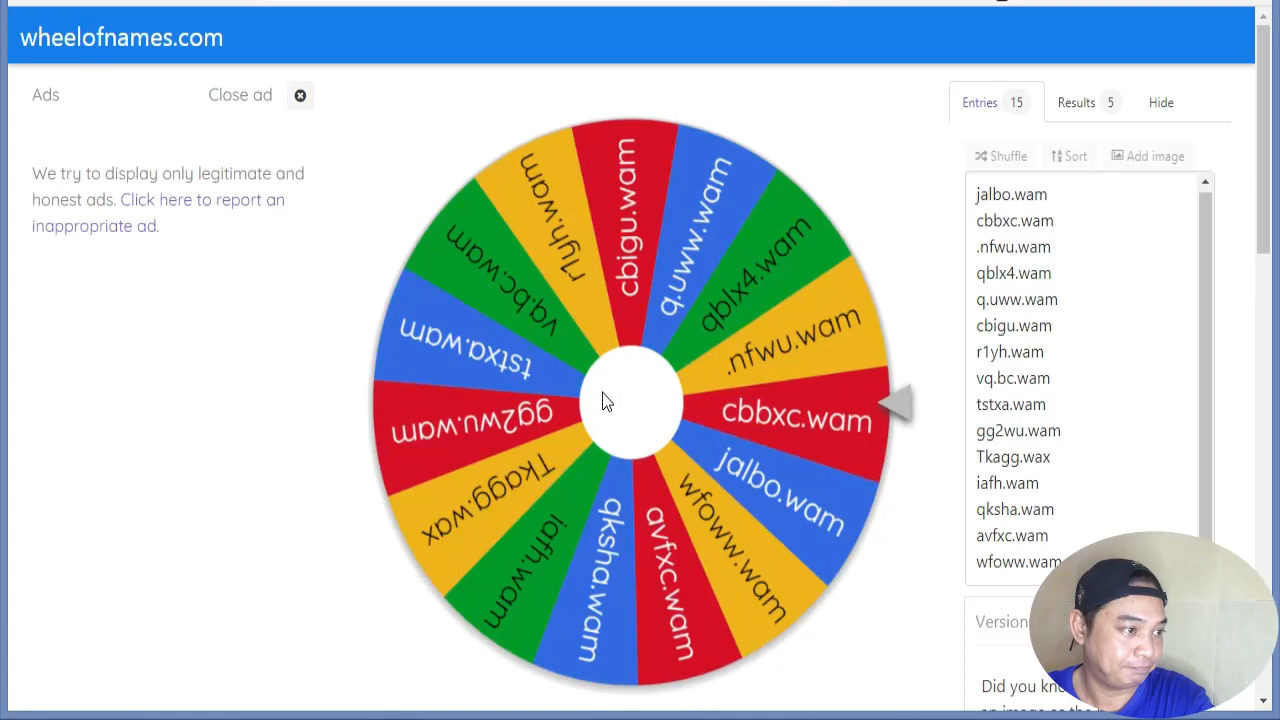 wheelofnames.com
Ads
Close ad
We try to display only legitimate and
honest ads. Click here to report an
inappropriate ad.
cbigu.wam
q.uww.wam
qblx4.wam
.nfwu.wam
cbbxc.wam
jalbo.wam
wfoww.wam
avfxc.wam
qksha.wam
iafh.wam
Tkagg.wax
gg2wu.wam
tstxa.wam
vq.bc.wam
r1yh.wam
Entries 15
Results 5
Hide
Shuffle
Sort
Add image
jalbo.wam
cbbxc.wam
.nfwu.wam
qblx4.wam
q.uww.wam
cbigu.wam
r1yh.wam
vq.bc.wam
tstxa.wam
gg2wu.wam
Tkagg.wax
iafh.wam
qksha.wam
avfxc.wam
wfoww.wam
Version
Did you